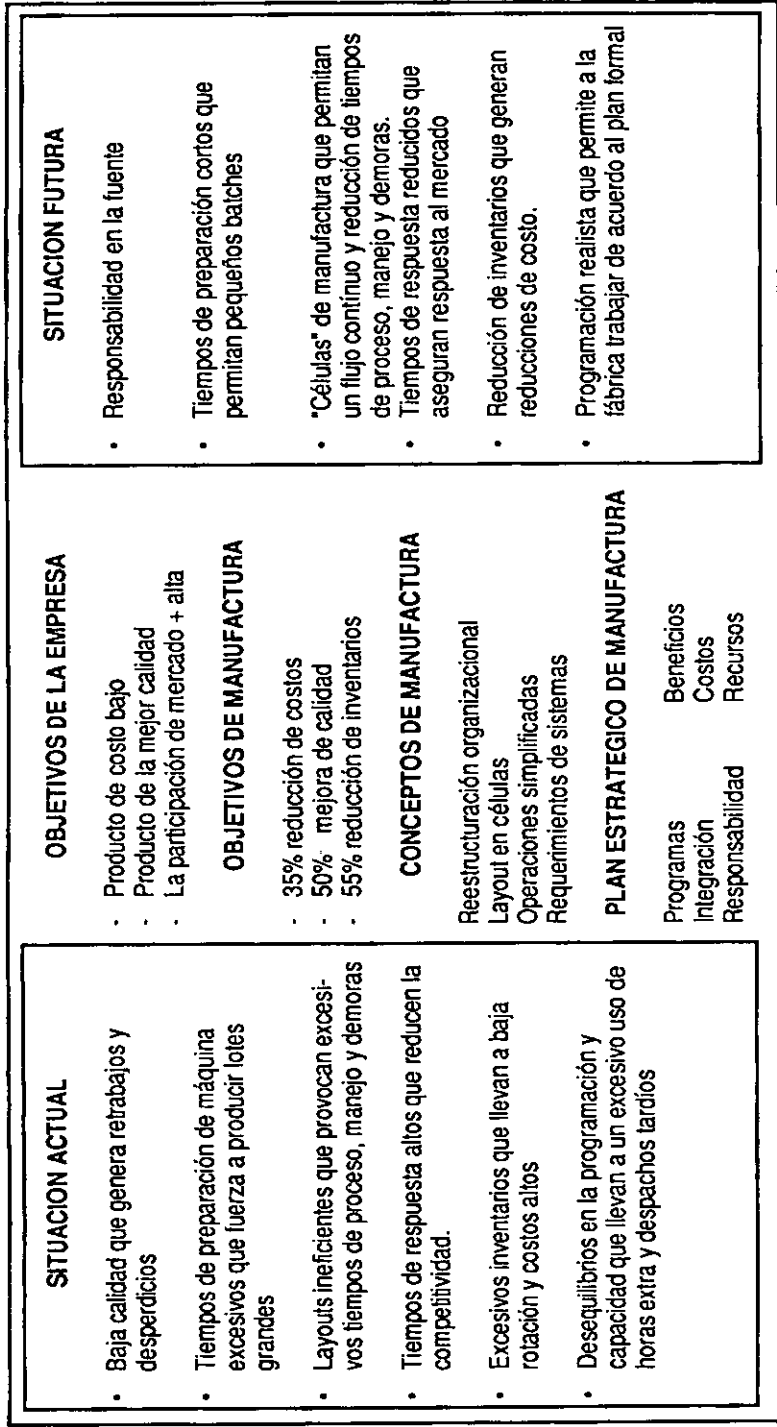 SITUACION ACTUAL
• Baja calidad que genera retrabajos y
desperdicios
• Tiempos de preparación de máquina
excesivos que fuerza a producir lotes
grandes
• Layouts ineficientes que provocan excesi-
vos tiempos de proceso, manejo y demoras
• Tiempos de respuesta altos que reducen la
competitividad.
• Excesivos inventarios que llevan a baja
rotación y costos altos
• Desequilibrios en la programación y
capacidad que llevan a un excesivo uso de
horas extra y despachos tardíos
OBJETIVOS DE LA EMPRESA
- Producto de costo bajo
- Producto de la mejor calidad
- La participación de mercado + alta
OBJETIVOS DE MANUFACTURA
- 35% reducción de costos
- 50% mejora de calidad
- 55% reducción de inventarios
CONCEPTOS DE MANUFACTURA
Reestructuración organizacional
Layout en células
Operaciones simplificadas
Requerimientos de sistemas
PLAN ESTRATEGICO DE MANUFACTURA
Programas Beneficios
Integración Costos
Responsabilidad Recursos
SITUACION FUTURA
• Responsabilidad en la fuente
• Tiempos de preparación cortos que
permitan pequeños batches
• "Células" de manufactura que permitan
un flujo contínuo y reducción de tiempos
de proceso, manejo y demoras.
• Tiempos de respuesta reducidos que
aseguran respuesta al mercado
• Reducción de inventarios que generan
reducciones de costo.
• Programación realista que permite a la
fábrica trabajar de acuerdo al plan formal